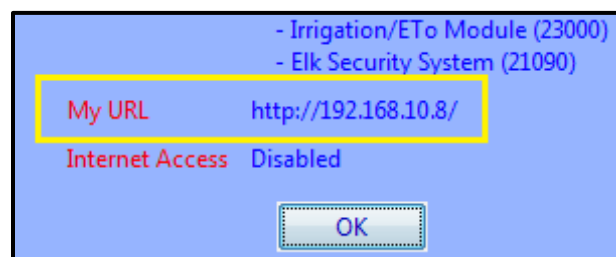 - Irrigation/ETo Module (23000)
- Elk Security System (21090)
My URL http://192.168.10.8/
Internet Access Disabled
OK